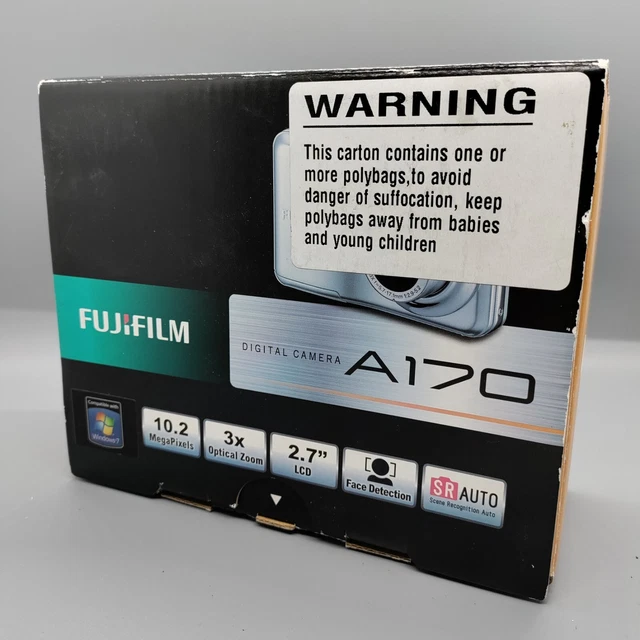 WARNING
This carton contains one or
more polybags,to avoid
danger of suffocation, keep
polybags away from babies
and young children
FUJIFILM
DIGITAL CAMERA A170
Compatible with
Windows 7
10.2
MegaPixels
3x
Optical Zoom
2.7”
LCD
Face Detection
SR AUTO
Scene Recognition Auto